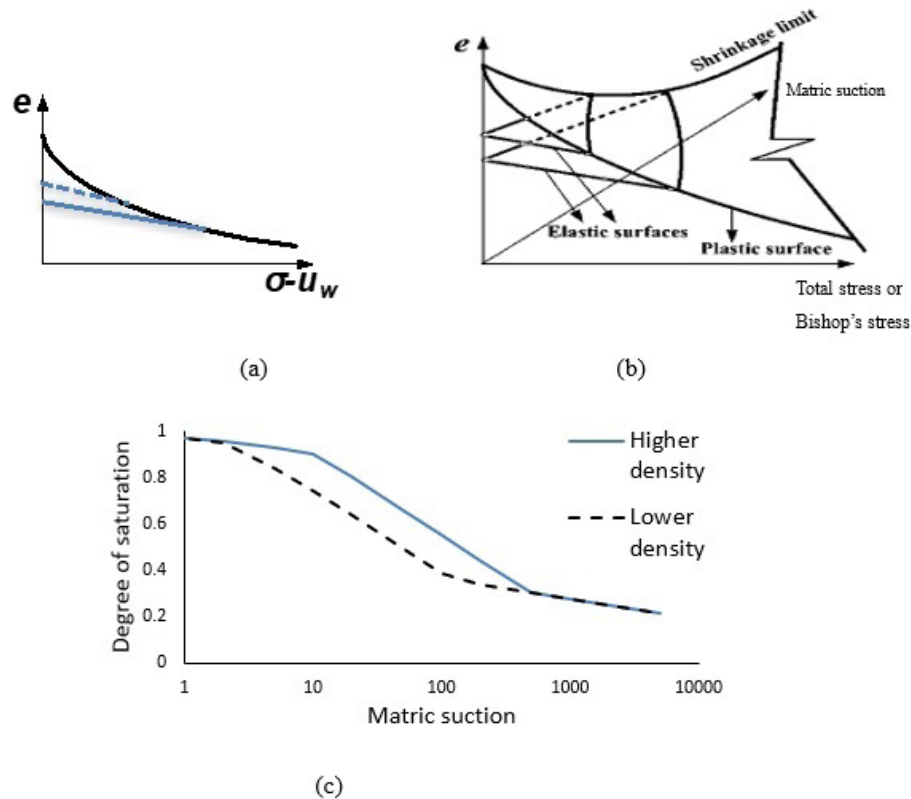 e
σ-u_w
(a)
e
Shrinkage limit
Matric suction
Elastic surfaces
Plastic surface
Total stress or
Bishop's stress
(b)
Degree of saturation
1
0.8
0.6
0.4
0.2
0
1 10 100 1000 10000
Matric suction
Higher
density
Lower
density
(c)